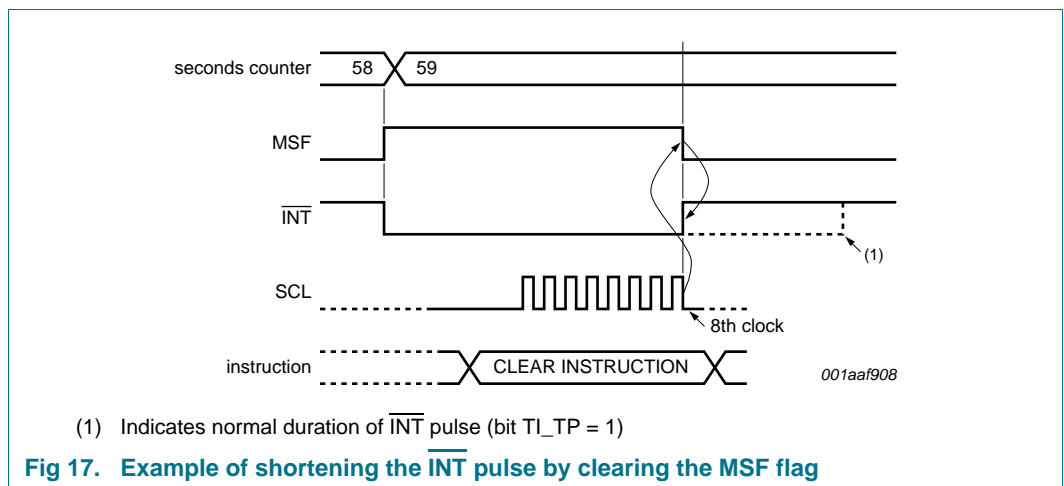 seconds counter 58 59
MSF
INT
(1)
SCL
8th clock
instruction CLEAR INSTRUCTION
001aaf908
(1) Indicates normal duration of INT pulse (bit TI_TP = 1)
Fig 17. Example of shortening the INT pulse by clearing the MSF flag